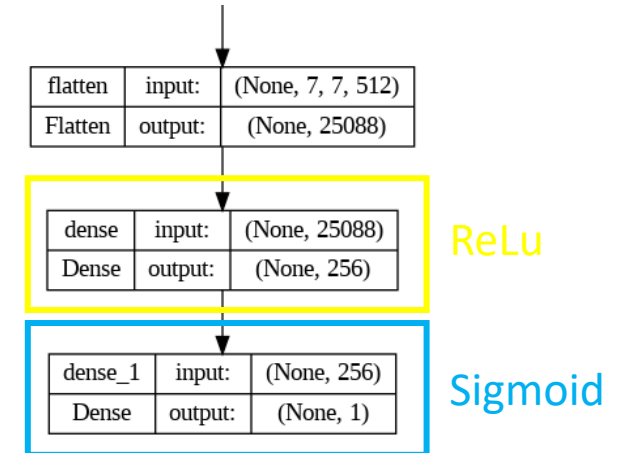 flatten input: (None, 7, 7, 512)
Flatten output: (None, 25088)
dense input: (None, 25088)
Dense output: (None, 256)
ReLu
dense_1 input: (None, 256)
Dense output: (None, 1)
Sigmoid